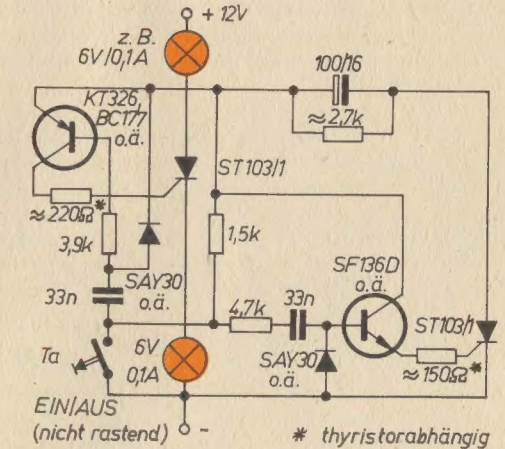 + 12V
z. B.
6V/0,1A
100/16
KT326,
BC177
o.ä.
≈2,7k
ST103/1
≈220Ω*
3,9k
1,5k
SAY30
o.ä.
SF136D
o.ä.
33n
4,7k
33n
ST103/1
Ta
6V
0,1A
SAY30
o.ä.
≈150Ω*
EIN/AUS
(nicht rastend)
-
* thyristorabhängig